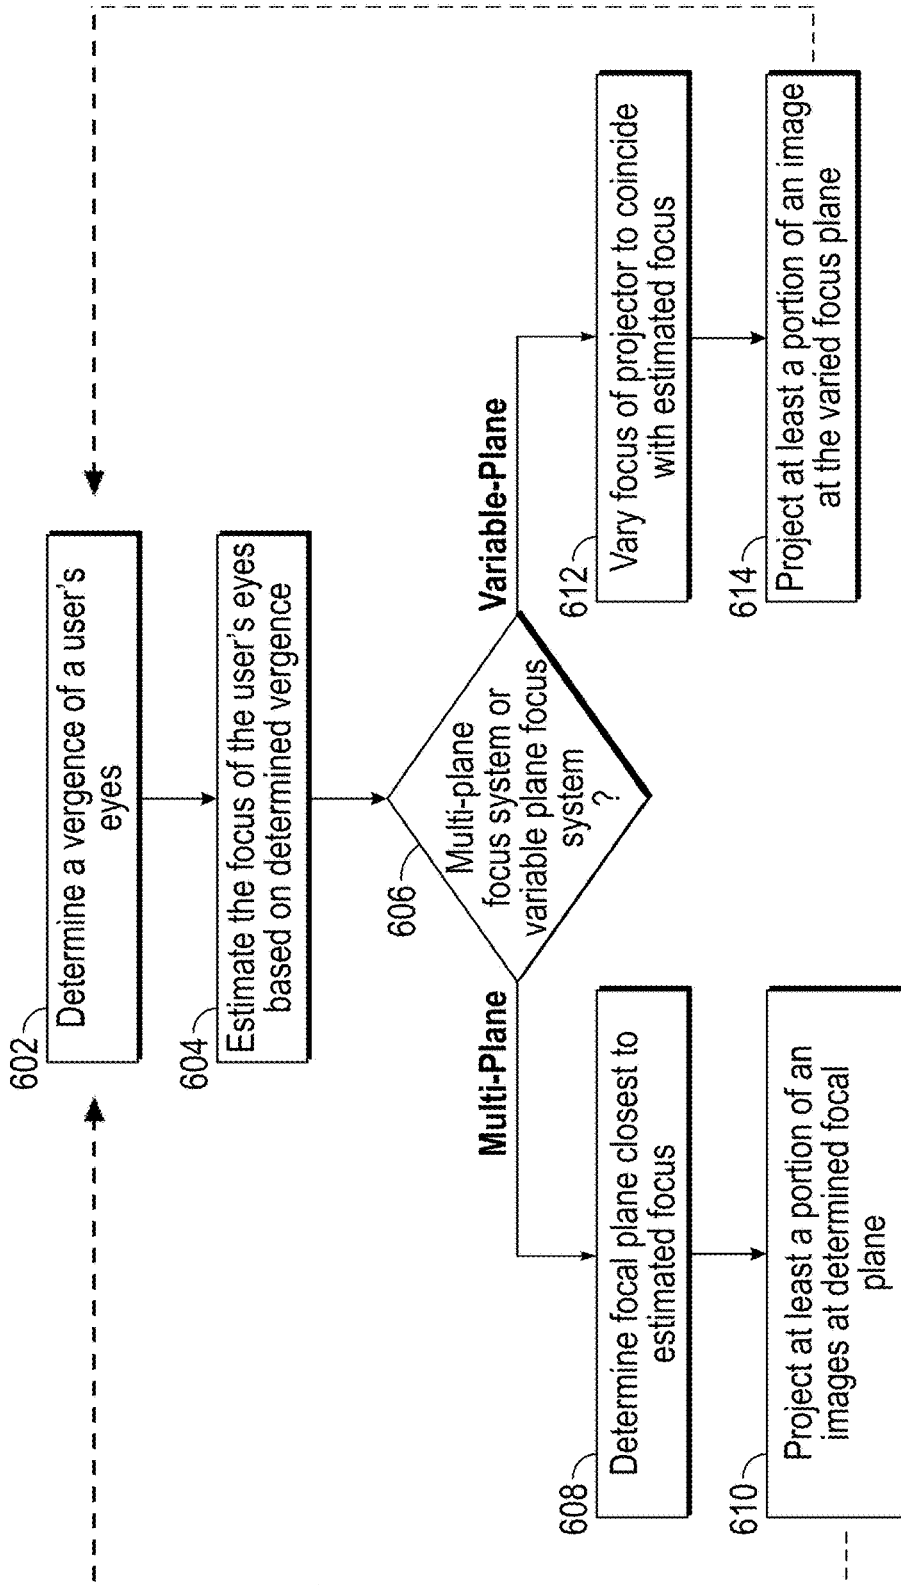 602
Determine a vergence of a user's
eyes
604
Estimate the focus of the user's eyes
based on determined vergence
606
Multi-plane
focus system or
variable plane focus
system
?
Multi-Plane
Variable-Plane
608
Determine focal plane closest to
estimated focus
610
Project at least a portion of an
images at determined focal
plane
612
Vary focus of projector to coincide
with estimated focus
614
Project at least a portion of an image
at the varied focus plane